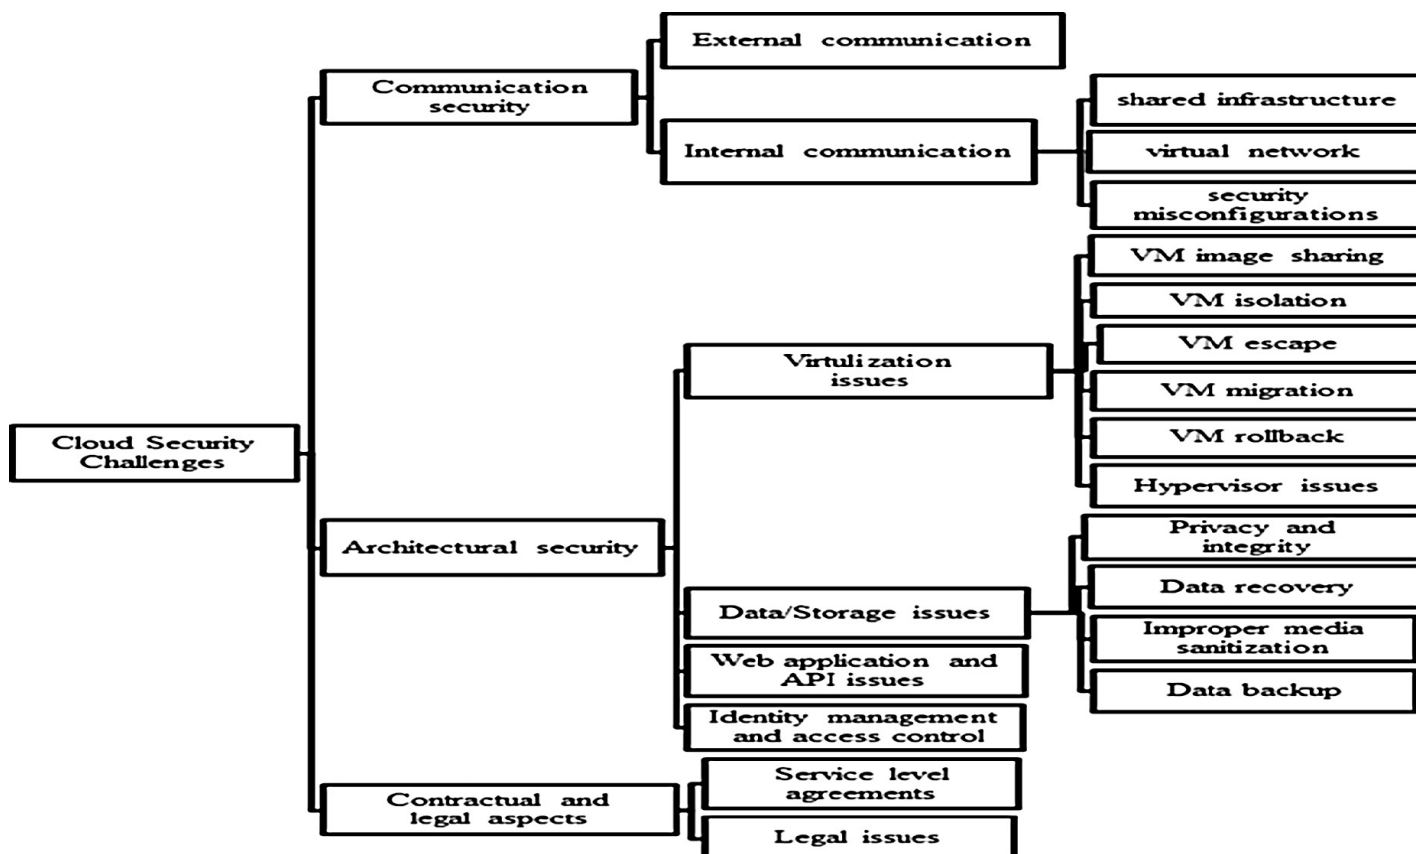 External communication
Communication
security
shared infrastructure
Internal communication
virtual network
security
misconfigurations
VM image sharing
VM isolation
VM escape
Virtulization
issues
VM migration
VM rollback
Cloud Security
Challenges
Hypervisor issues
Privacy and
integrity
Architectural security
Data recovery
Data/Storage issues
Improper media
sanitization
Web application and
API issues
Data backup
Identity management
and access control
Service level
agreements
Contractual and
legal aspects
Legal issues